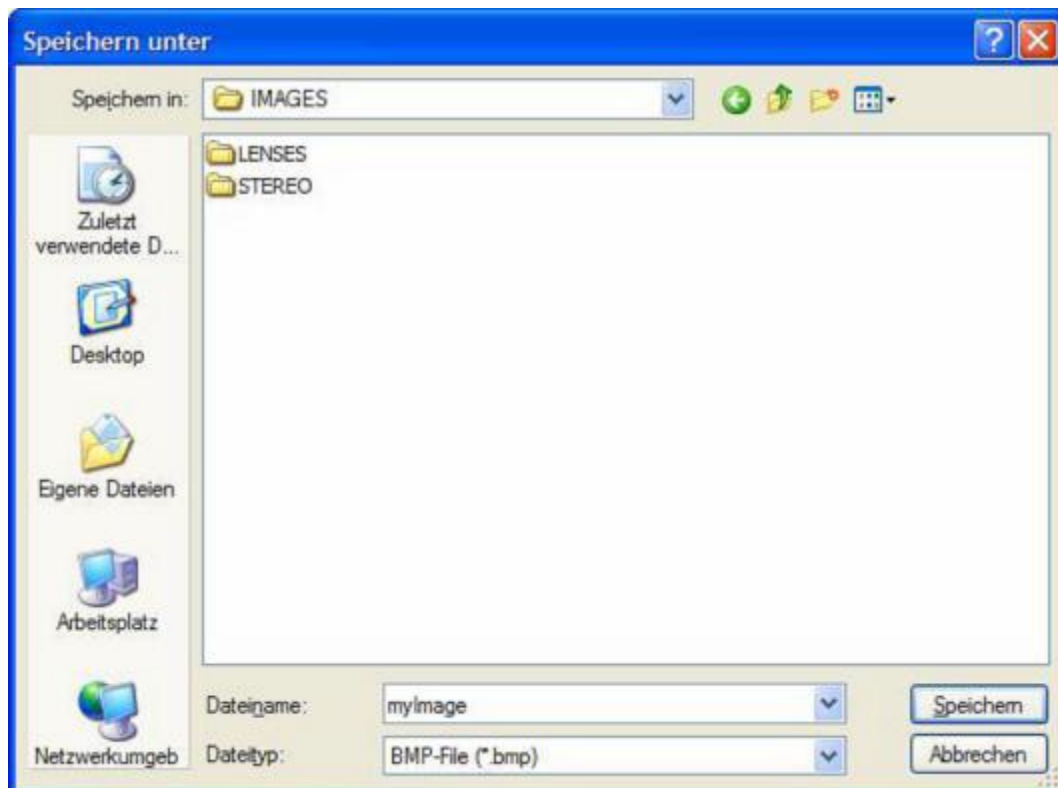 Speichern unter
Speichern in:
IMAGES
LENSES
STEREO
Zuletzt
verwendete D...
Desktop
Eigene Dateien
Arbeitsplatz
Netzwerkumgeb
Dateiname:
myImage
Speichern
Dateityp:
BMP-File (*.bmp)
Abbrechen